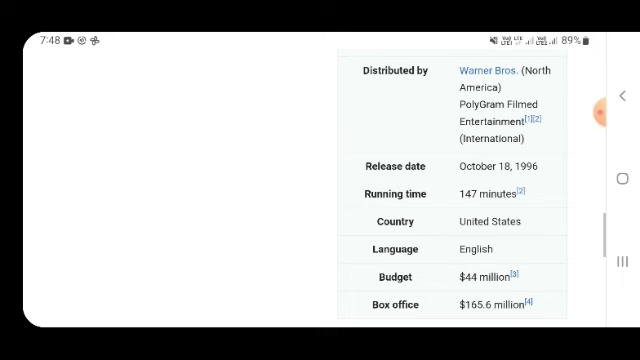 7:48 89%
Distributed by Warner Bros. (North
America)
PolyGram Filmed
Entertainment[1][2]
(International)
Release date October 18, 1996
Running time 147 minutes[2]
Country United States
Language English
Budget $44 million[3]
Box office $165.6 million[4]